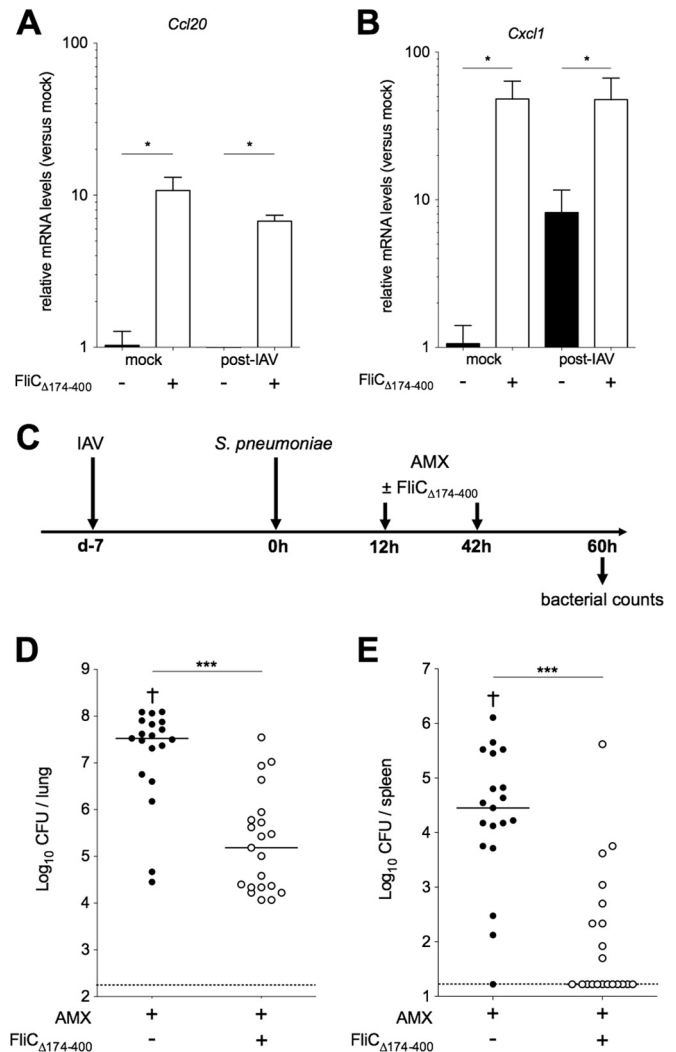 A
Ccl20
relative mRNA levels (versus mock)
100
10
1
*
*
mock
post-IAV
FliCΔ174-400
- + - +
B
Cxcl1
relative mRNA levels (versus mock)
100
10
1
*
*
mock
post-IAV
- + - +
C
IAV
S. pneumoniae
AMX
± FliCΔ174-400
d-7
0h
12h
42h
60h
bacterial counts
D
Log10 CFU / lung
9
8
7
6
5
4
3
2
***
†
AMX + +
FliCΔ174-400 - +
E
Log10 CFU / spleen
7
6
5
4
3
2
1
***
†
AMX + +
FliCΔ174-400 - +